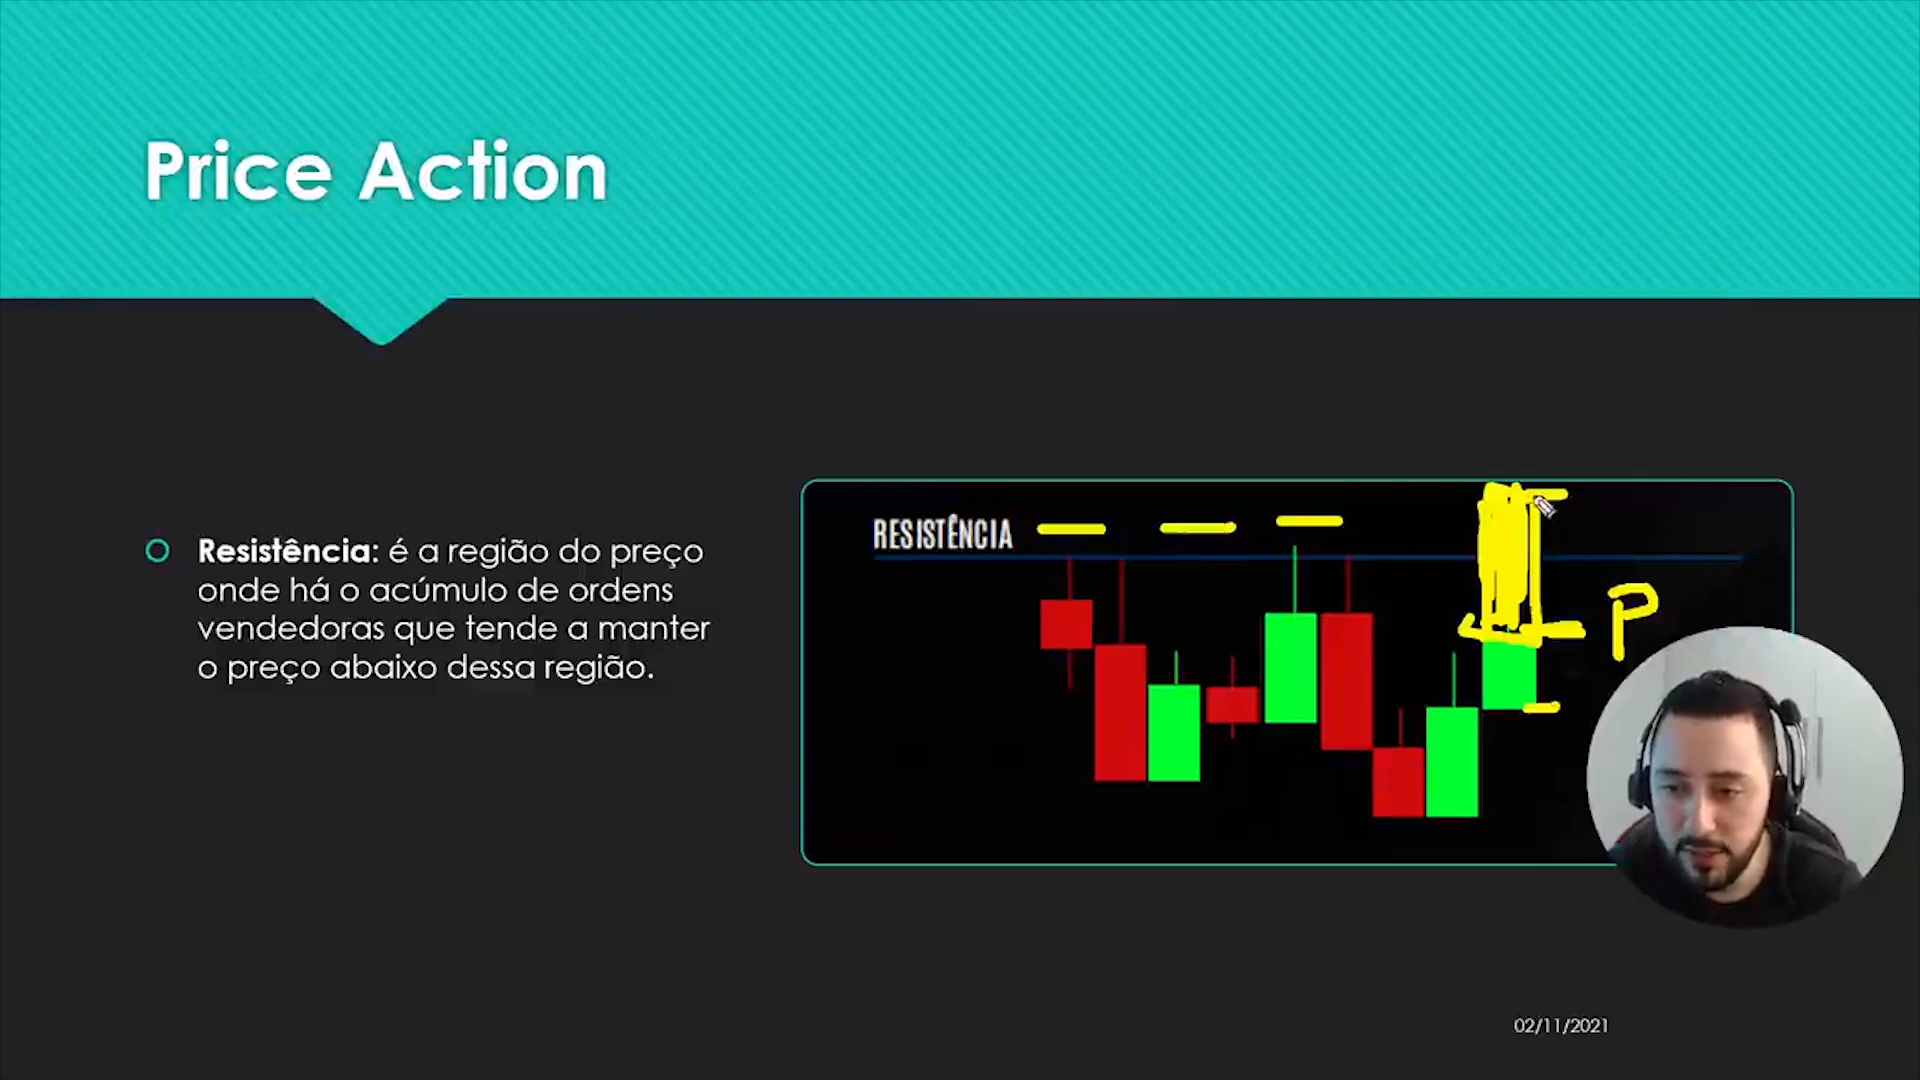 Price Action
Resistência: é a região do preço
onde há o acúmulo de ordens
vendedoras que tende a manter
o preço abaixo dessa região.
RESISTÊNCIA
P
02/11/2021